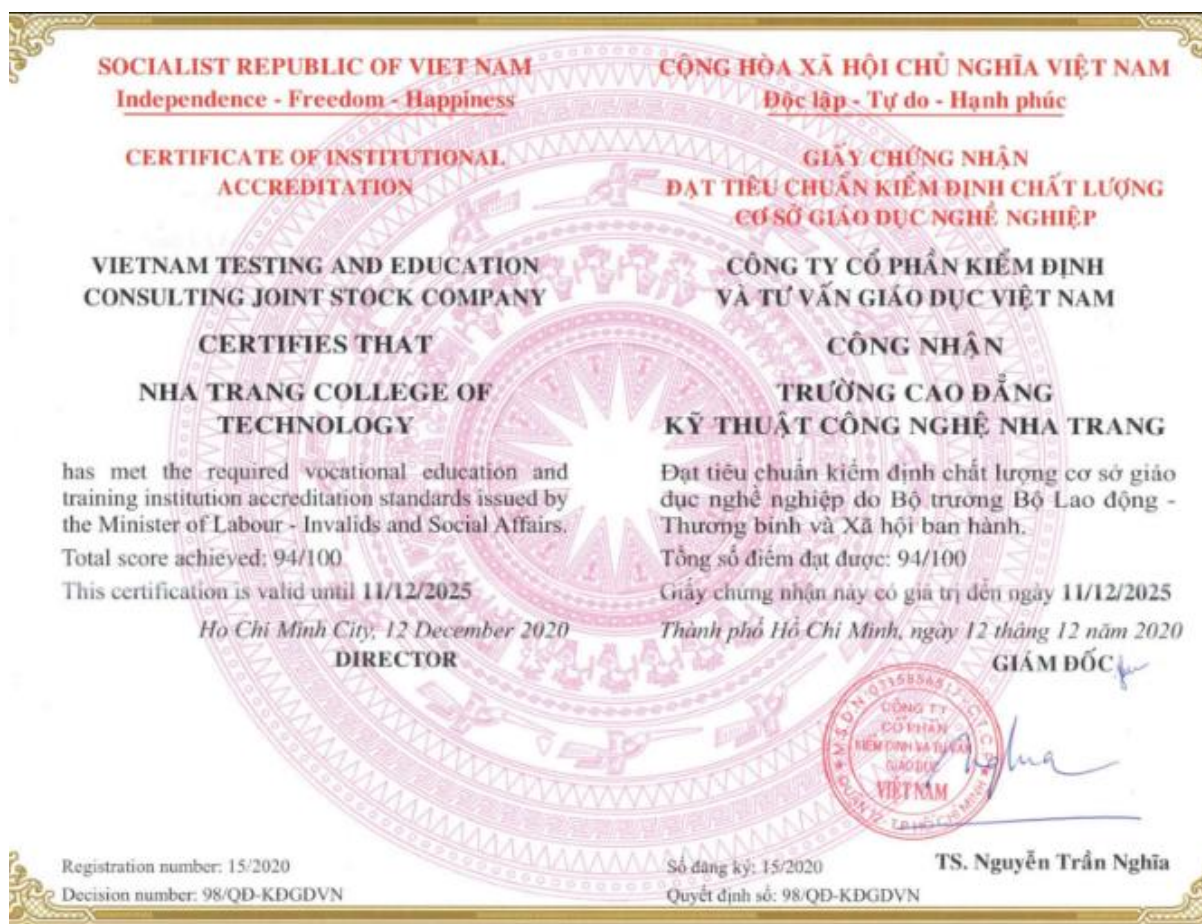 SOCIALIST REPUBLIC OF VIET NAM
Independence - Freedom - Happiness
CERTIFICATE OF INSTITUTIONAL
ACCREDITATION
VIETNAM TESTING AND EDUCATION
CONSULTING JOINT STOCK COMPANY
CERTIFIES THAT
NHA TRANG COLLEGE OF
TECHNOLOGY
has met the required vocational education and
training institution accreditation standards issued by
the Minister of Labour - Invalids and Social Affairs.
Total score achieved: 94/100
This certification is valid until 11/12/2025
Ho Chi Minh City, 12 December 2020
DIRECTOR
Registration number: 15/2020
Decision number: 98/QĐ-KĐGDVN
CỘNG HÒA XÃ HỘI CHỦ NGHĨA VIỆT NAM
Độc lập - Tự do - Hạnh phúc
GIẤY CHỨNG NHẬN
ĐẠT TIÊU CHUẨN KIỂM ĐỊNH CHẤT LƯỢNG
CƠ SỞ GIÁO DỤC NGHỀ NGHIỆP
CÔNG TY CỔ PHẦN KIỂM ĐỊNH
VÀ TƯ VẤN GIÁO DỤC VIỆT NAM
CÔNG NHẬN
TRƯỜNG CAO ĐẲNG
KỸ THUẬT CÔNG NGHỆ NHA TRANG
Đạt tiêu chuẩn kiểm định chất lượng cơ sở giáo
dục nghề nghiệp do Bộ trưởng Bộ Lao động -
Thương binh và Xã hội ban hành.
Tổng số điểm đạt được: 94/100
Giấy chứng nhận này có giá trị đến ngày 11/12/2025
Thành phố Hồ Chí Minh, ngày 12 tháng 12 năm 2020
GIÁM ĐỐC
CÔNG TY
CỔ PHẦN
KIỂM ĐỊNH VÀ TƯ VẤN
GIÁO DỤC
VIỆT NAM
Nghĩa
TS. Nguyễn Trần Nghĩa
Số đăng ký: 15/2020
Quyết định số: 98/QĐ-KĐGDVN